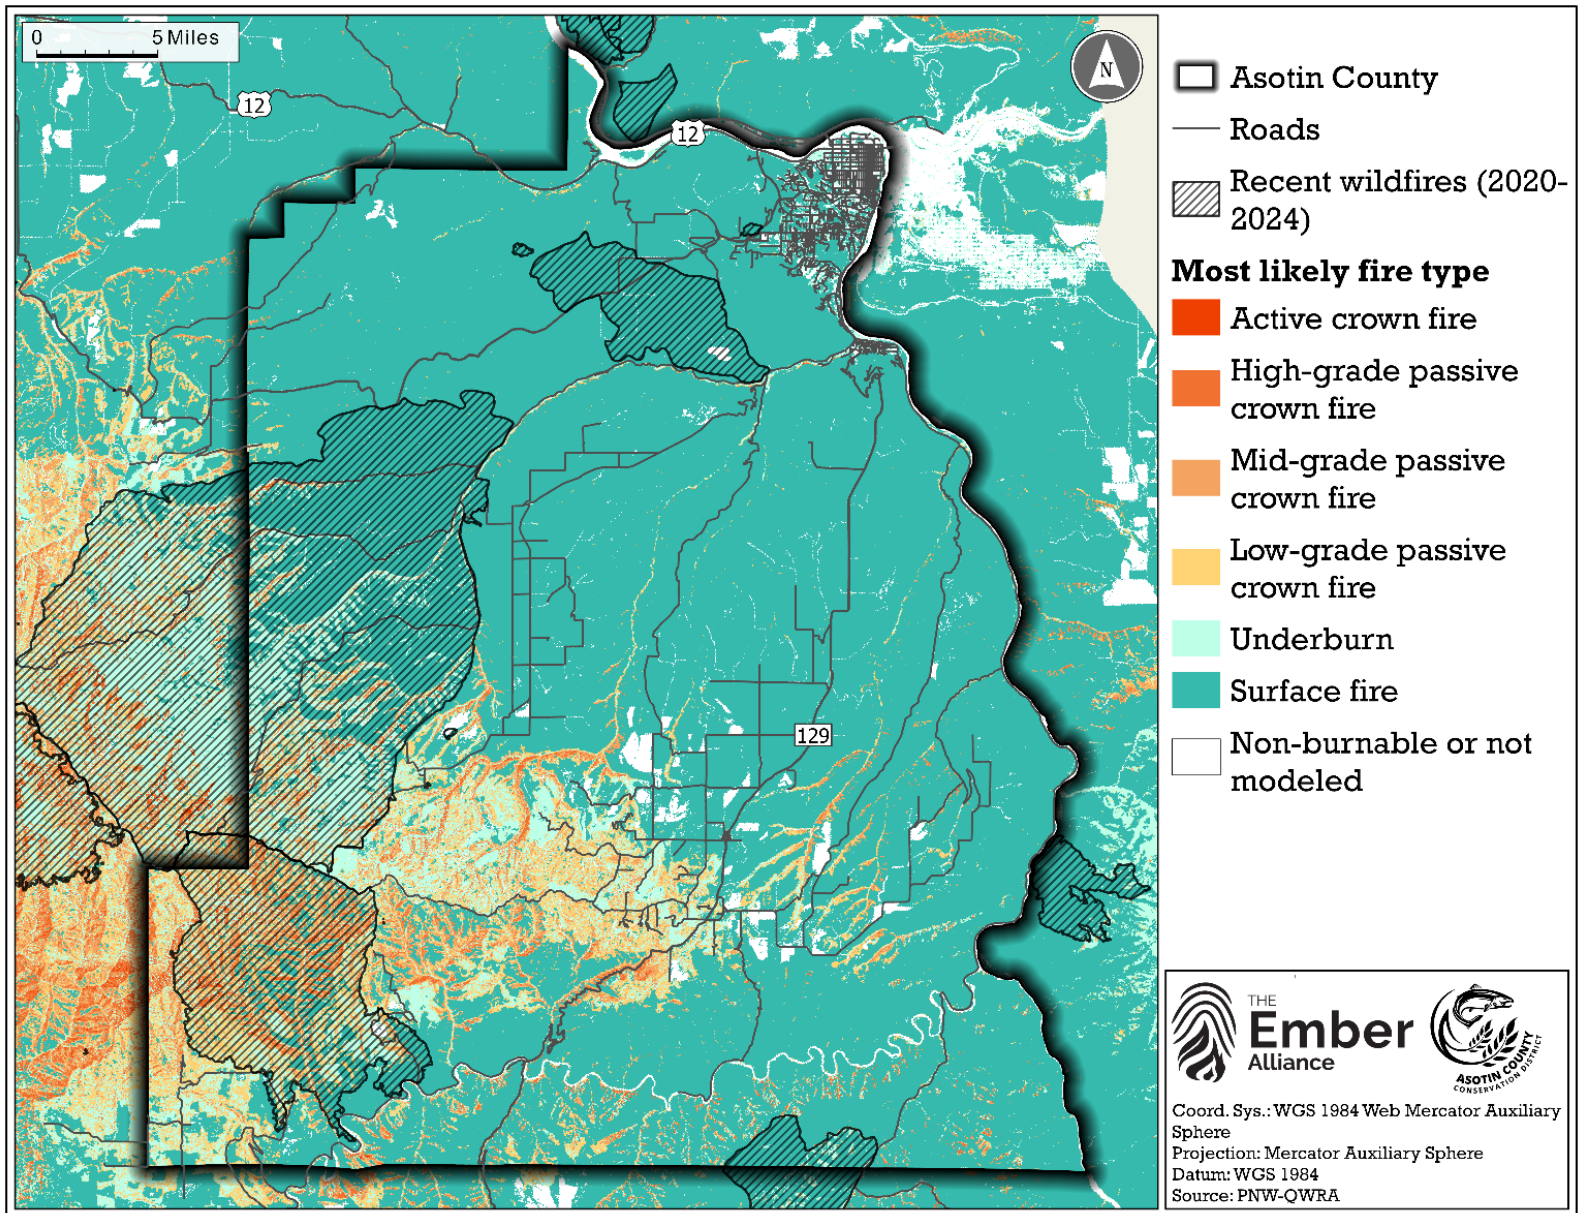 0 5 Miles
12
12
N
129
Asotin County
Roads
Recent wildfires (2020-
2024)
Most likely fire type
Active crown fire
High-grade passive
crown fire
Mid-grade passive
crown fire
Low-grade passive
crown fire
Underburn
Surface fire
Non-burnable or not
modeled
THE
Ember
Alliance
ASOTIN COUNTY
CONSERVATION DISTRICT
Coord. Sys.: WGS 1984 Web Mercator Auxiliary
Sphere
Projection: Mercator Auxiliary Sphere
Datum: WGS 1984
Source: PNW-QWRA